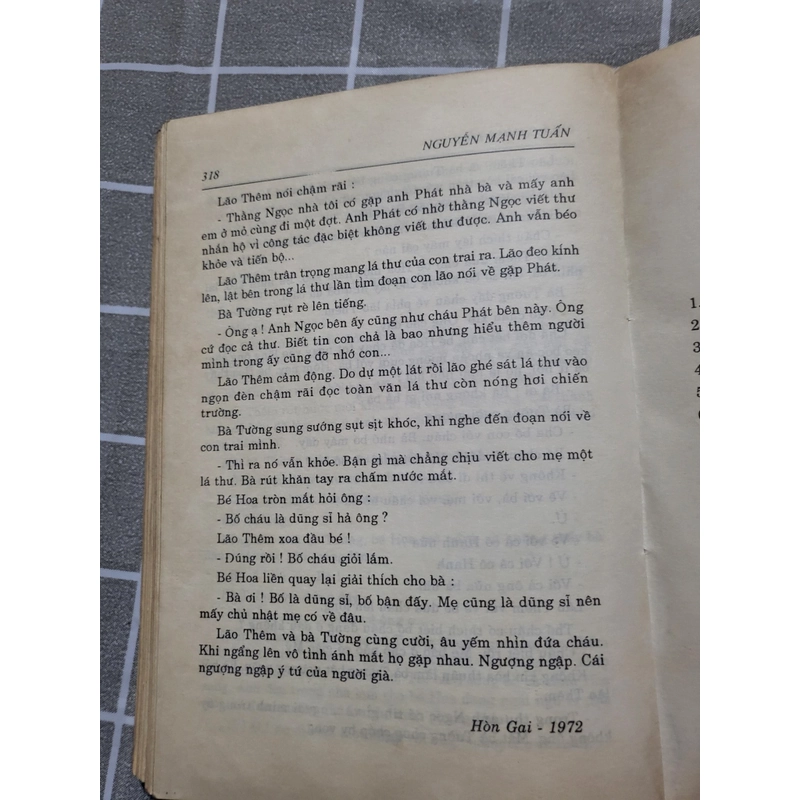 NGUYỄN MẠNH TUẤN
318
Lão Thêm nói chậm rãi :
- Thằng Ngọc nhà tôi có gặp anh Phát nhà bà và mấy anh
em ở mỏ cùng đi một đợt. Anh Phát có nhờ thằng Ngọc viết thư
nhắn hộ vì công tác đặc biệt không viết thư được. Anh vẫn béo
khỏe và tiến bộ...
Lão Thêm trân trọng mang lá thư của con trai ra. Lão đeo kính
lên, lật bên trong lá thư lần tìm đoạn con lão nói về gặp Phát.
Bà Tường rụt rè lên tiếng.
- Ông ạ ! Anh Ngọc bên ấy cũng như cháu Phát bên này. Ông
cứ đọc cả thư. Biết tin con chả là bao nhưng hiểu thêm người
mình trong ấy cũng đỡ nhớ con...
Lão Thêm cảm động. Do dự một lát rồi lão ghé sát lá thư vào
ngọn đèn chậm rãi đọc toàn văn lá thư còn nóng hơi chiến
trường.
Bà Tường sung sướng sụt sịt khóc, khi nghe đến đoạn nói về
con trai mình.
- Thì ra nó vẫn khỏe. Bận gì mà chẳng chịu viết cho mẹ một
lá thư. Bà rút khăn tay ra chấm nước mắt.
Bé Hoa tròn mắt hỏi ông :
- Bố cháu là dũng sĩ hả ông ?
Lão Thêm xoa đầu bé !
- Đúng rồi ! Bố cháu giỏi lắm.
Bé Hoa liền quay lại giải thích cho bà :
- Bà ơi ! Bố là dũng sĩ, bố bận đấy. Mẹ cũng là dũng sĩ nên
mấy chủ nhật mẹ có về đâu.
Lão Thêm và bà Tường cùng cười, âu yếm nhìn đứa cháu.
Khi ngẩng lên vô tình ánh mắt họ gặp nhau. Ngượng ngập. Cái
ngượng ngập ý tứ của người già.
Hòn Gai - 1972
1.
2
3
4
5